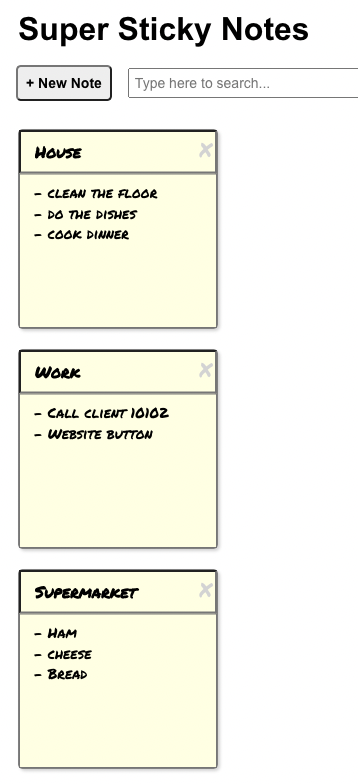 Super Sticky Notes
+ New Note
Type here to search...
House
x
- clean the floor
- do the dishes
- cook dinner
Work
x
- Call client 10102
- Website button
Supermarket
x
- Ham
- cheese
- Bread